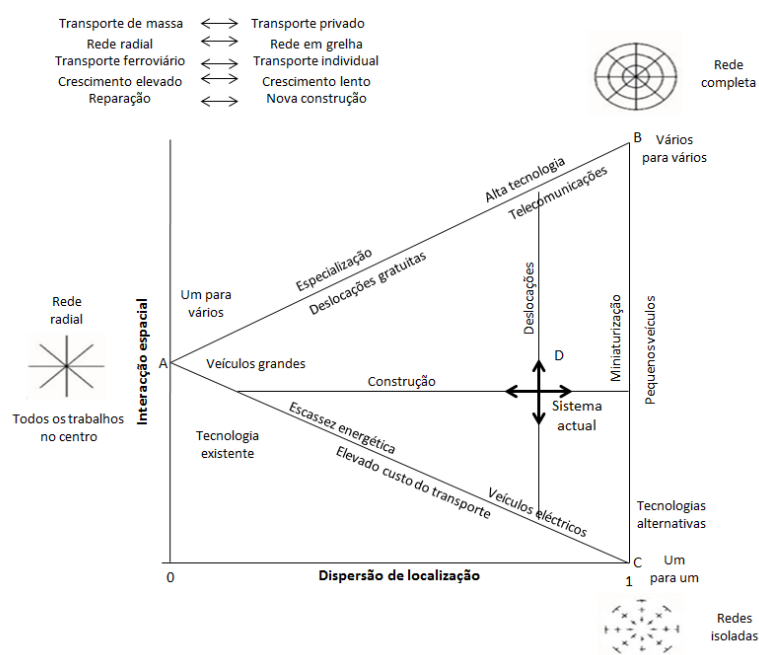 Transporte de massa Transporte privado
Rede radial Rede em grelha
Transporte ferroviário Transporte individual
Crescimento elevado Crescimento lento
Reparação Nova construção
Rede
completa
B
Vários
para vários
Alta tecnologia
Telecomunicações
Especialização
Deslocações gratuitas
Deslocações
Miniaturização
Pequenosveículos
Um para
vários
Rede
radial
Interacção espacial
A
Veículos grandes
D
Construção
Sistema
actual
Todos os trabalhos
no centro
Tecnologia
existente
Escassez energética
Elevado custo do transporte
Veículos eléctricos
Tecnologias
alternativas
C
Um
para um
0
Dispersão de localização
1
Redes
isoladas